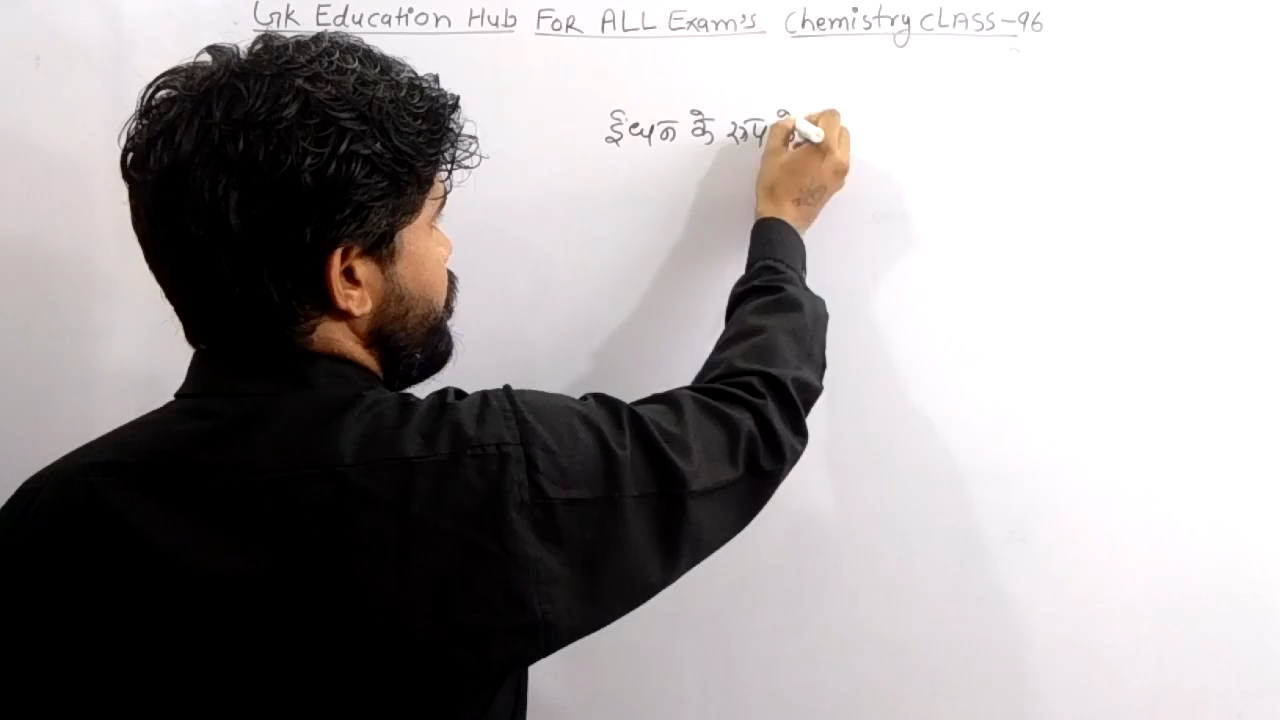 Gk Education Hub FOR ALL Exam's Chemistry CLASS-96
ईंधन के रूप